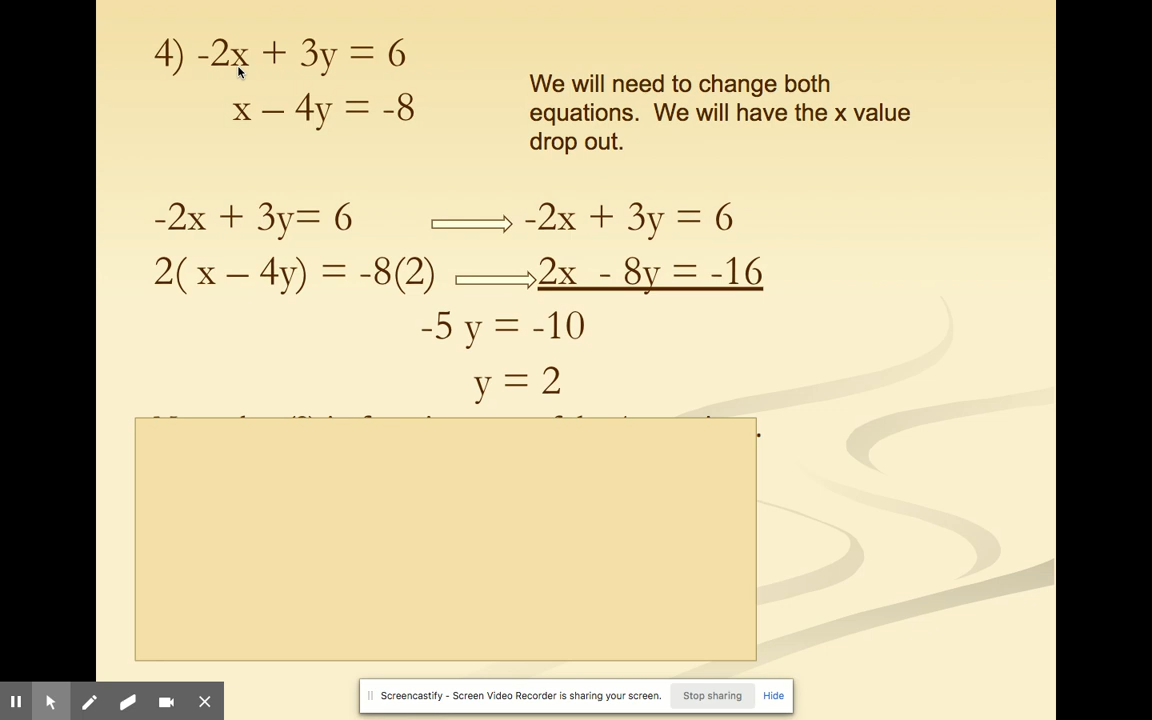 4) -2x + 3y = 6
x – 4y = -8
We will need to change both
equations.  We will have the x value
drop out.
-2x + 3y= 6
-2x + 3y = 6
2( x – 4y) = -8(2)
2x  - 8y = -16
-5 y = -10
y = 2
Screencastify - Screen Video Recorder is sharing your screen.
Stop sharing
Hide